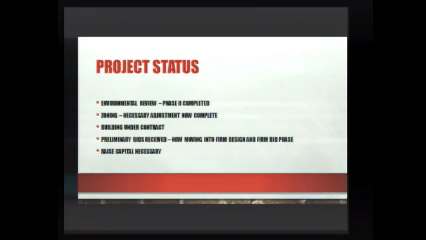 PROJECT STATUS
• ENVIRONMENTAL REVIEW – PHASE II COMPLETED
• ZONING – NECESSARY ADJUSTMENT NOW COMPLETE
• BUILDING UNDER CONTRACT
• PRELIMINARY BIDS RECEIVED – NOW MOVING INTO FIRM DESIGN AND FIRM BID PHASE
• RAISE CAPITAL NECESSARY